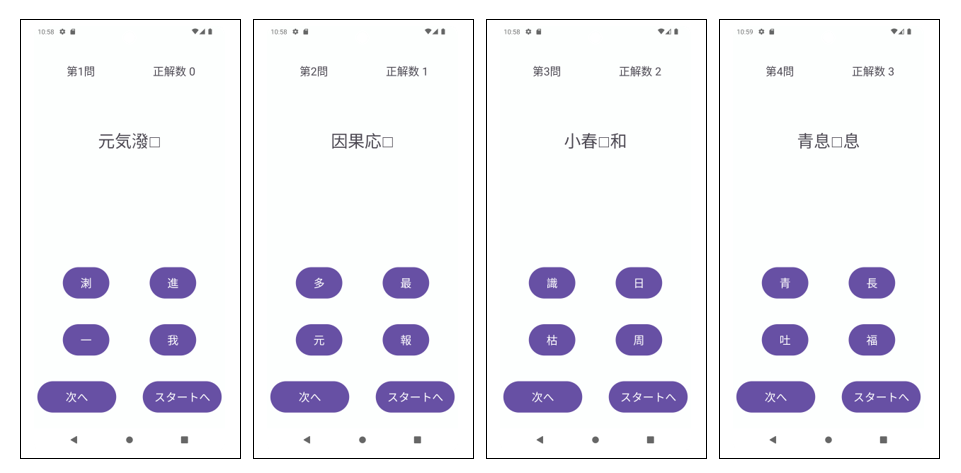 10:58
第1問 正解数 0
元気潑□
溂 進
一 我
次へ スタートへ
10:58
第2問 正解数 1
因果応□
多 最
元 報
次へ スタートへ
10:58
第3問 正解数 2
小春□和
識 日
枯 周
次へ スタートへ
10:59
第4問 正解数 3
青息□息
青 長
吐 福
次へ スタートへ